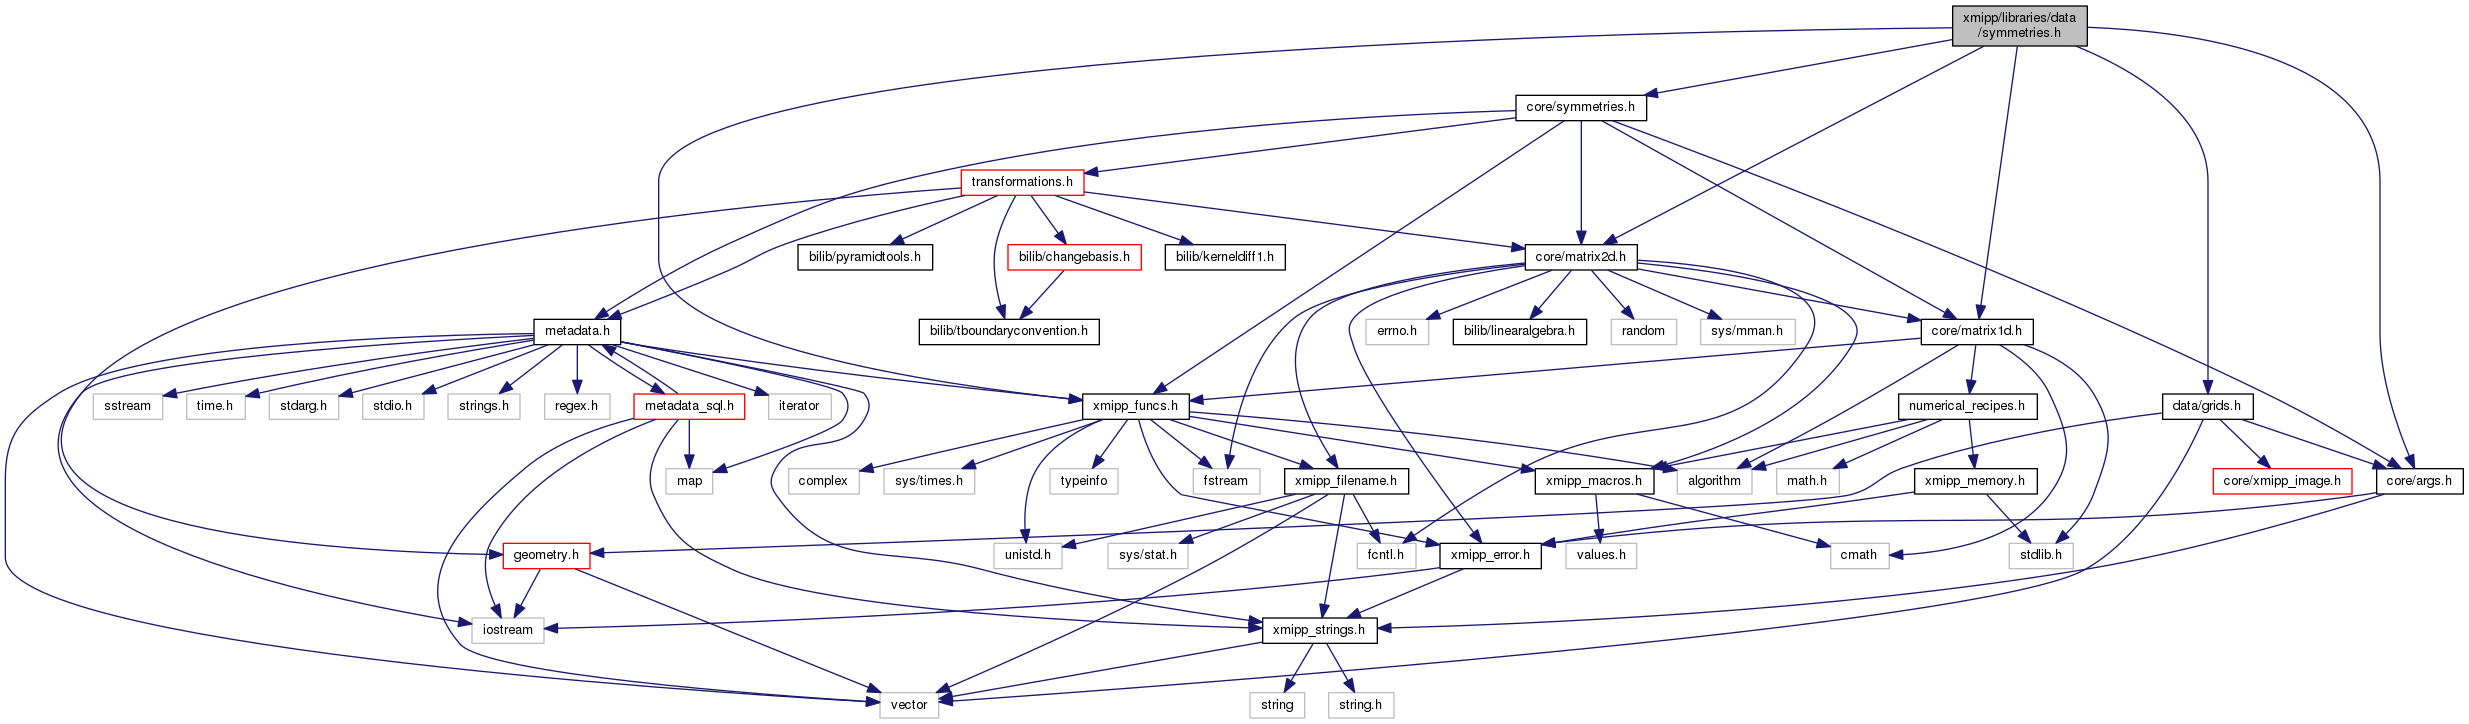 xmipp/libraries/data
/symmetries.h
core/symmetries.h
transformations.h
bilib/pyramidtools.h
bilib/changebasis.h
bilib/kerneldiff1.h
core/matrix2d.h
metadata.h
bilib/tboundaryconvention.h
errno.h
bilib/linearalgebra.h
random
sys/mman.h
core/matrix1d.h
sstream
time.h
stdarg.h
stdio.h
strings.h
regex.h
metadata_sql.h
iterator
xmipp_funcs.h
numerical_recipes.h
data/grids.h
map
complex
sys/times.h
typeinfo
fstream
xmipp_filename.h
xmipp_macros.h
algorithm
math.h
xmipp_memory.h
core/xmipp_image.h
core/args.h
geometry.h
unistd.h
sys/stat.h
fcntl.h
xmipp_error.h
values.h
cmath
stdlib.h
iostream
xmipp_strings.h
vector
string
string.h